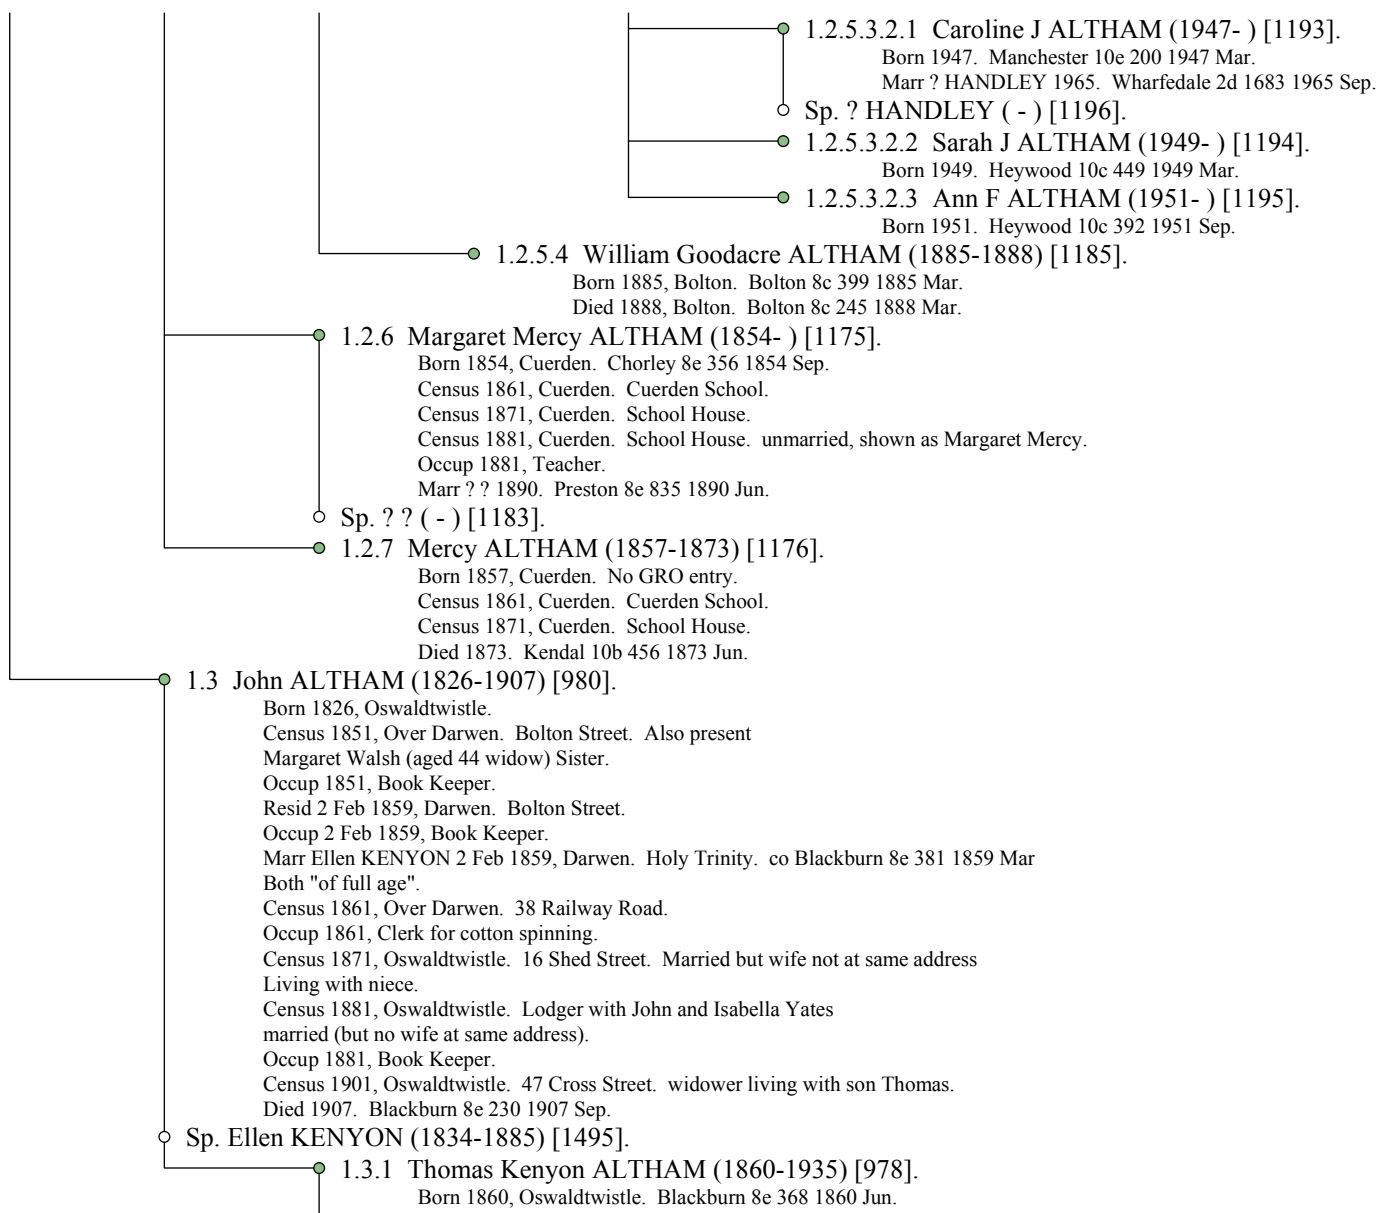 1.2.5.3.2.1 Caroline J ALTHAM (1947- ) [1193].
Born 1947. Manchester 10e 200 1947 Mar.
Marr ? HANDLEY 1965. Wharfedale 2d 1683 1965 Sep.
Sp. ? HANDLEY ( - ) [1196].
1.2.5.3.2.2 Sarah J ALTHAM (1949- ) [1194].
Born 1949. Heywood 10c 449 1949 Mar.
1.2.5.3.2.3 Ann F ALTHAM (1951- ) [1195].
Born 1951. Heywood 10c 392 1951 Sep.
1.2.5.4 William Goodacre ALTHAM (1885-1888) [1185].
Born 1885, Bolton. Bolton 8c 399 1885 Mar.
Died 1888, Bolton. Bolton 8c 245 1888 Mar.
1.2.6 Margaret Mercy ALTHAM (1854- ) [1175].
Born 1854, Cuerden. Chorley 8e 356 1854 Sep.
Census 1861, Cuerden. Cuerden School.
Census 1871, Cuerden. School House.
Census 1881, Cuerden. School House. unmarried, shown as Margaret Mercy.
Occup 1881, Teacher.
Marr ? ? 1890. Preston 8e 835 1890 Jun.
Sp. ? ? ( - ) [1183].
1.2.7 Mercy ALTHAM (1857-1873) [1176].
Born 1857, Cuerden. No GRO entry.
Census 1861, Cuerden. Cuerden School.
Census 1871, Cuerden. School House.
Died 1873. Kendal 10b 456 1873 Jun.
1.3 John ALTHAM (1826-1907) [980].
Born 1826, Oswaldtwistle.
Census 1851, Over Darwen. Bolton Street. Also present
Margaret Walsh (aged 44 widow) Sister.
Occup 1851, Book Keeper.
Resid 2 Feb 1859, Darwen. Bolton Street.
Occup 2 Feb 1859, Book Keeper.
Marr Ellen KENYON 2 Feb 1859, Darwen. Holy Trinity. co Blackburn 8e 381 1859 Mar
Both "of full age".
Census 1861, Over Darwen. 38 Railway Road.
Occup 1861, Clerk for cotton spinning.
Census 1871, Oswaldtwistle. 16 Shed Street. Married but wife not at same address
Living with niece.
Census 1881, Oswaldtwistle. Lodger with John and Isabella Yates
married (but no wife at same address).
Occup 1881, Book Keeper.
Census 1901, Oswaldtwistle. 47 Cross Street. widower living with son Thomas.
Died 1907. Blackburn 8e 230 1907 Sep.
Sp. Ellen KENYON (1834-1885) [1495].
1.3.1 Thomas Kenyon ALTHAM (1860-1935) [978].
Born 1860, Oswaldtwistle. Blackburn 8e 368 1860 Jun.